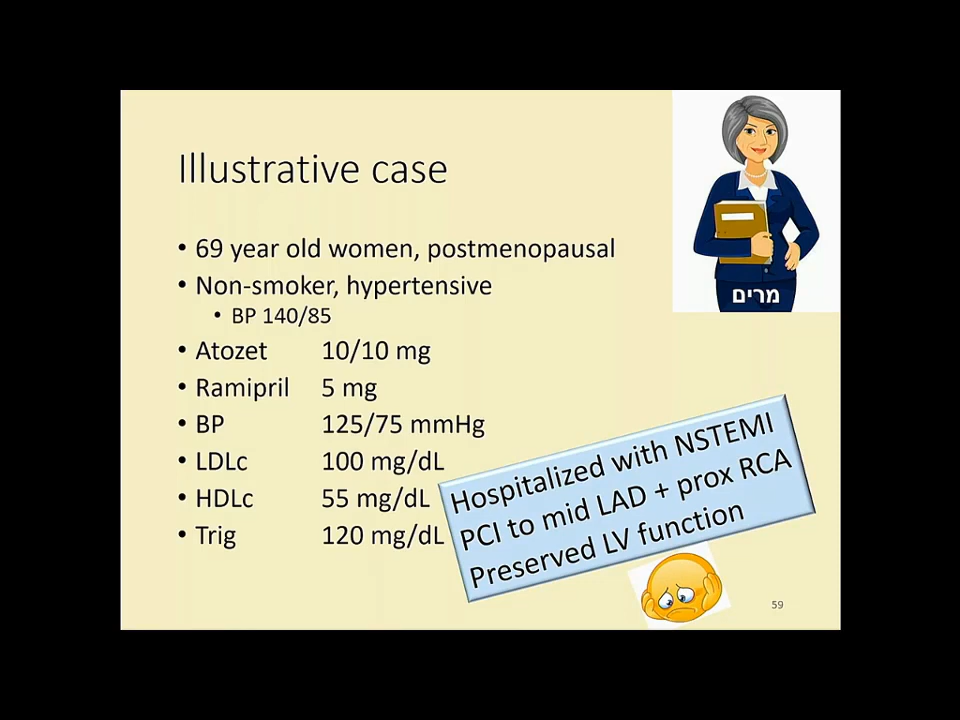 Illustrative case
• 69 year old women, postmenopausal
• Non-smoker, hypertensive
• BP 140/85
• Atozet 10/10 mg
• Ramipril 5 mg
• BP 125/75 mmHg
• LDLc 100 mg/dL
• HDLc 55 mg/dL
• Trig 120 mg/dL
מרים
Hospitalized with NSTEMI
PCI to mid LAD + prox RCA
Preserved LV function
59